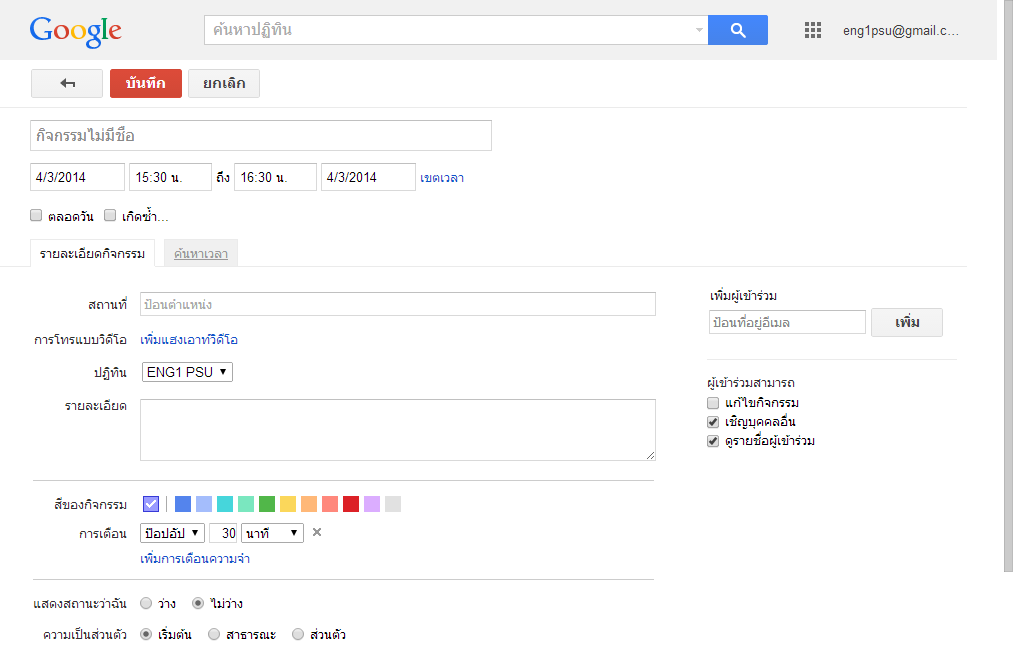 Google ค้นหาปฏิทิน eng1psu@gmail.c...
บันทึก ยกเลิก
กิจกรรมไม่มีชื่อ
4/3/2014 15:30 น. ถึง 16:30 น. 4/3/2014 เขตเวลา
ตลอดวัน เกิดซ้ำ...
รายละเอียดกิจกรรม ค้นหาเวลา
สถานที่ ป้อนตำแหน่ง
การโทรแบบวิดีโอ เพิ่มแฮงเอาท์วิดีโอ
ปฏิทิน ENG1 PSU
รายละเอียด
สีของกิจกรรม
การเตือน ป๊อปอัป 30 นาที
เพิ่มการเตือนความจำ
แสดงสถานะว่าฉัน ว่าง ไม่ว่าง
ความเป็นส่วนตัว เริ่มต้น สาธารณะ ส่วนตัว
เพิ่มผู้เข้าร่วม
ป้อนที่อยู่อีเมล เพิ่ม
ผู้เข้าร่วมสามารถ
แก้ไขกิจกรรม
เชิญบุคคลอื่น
ดูรายชื่อผู้เข้าร่วม